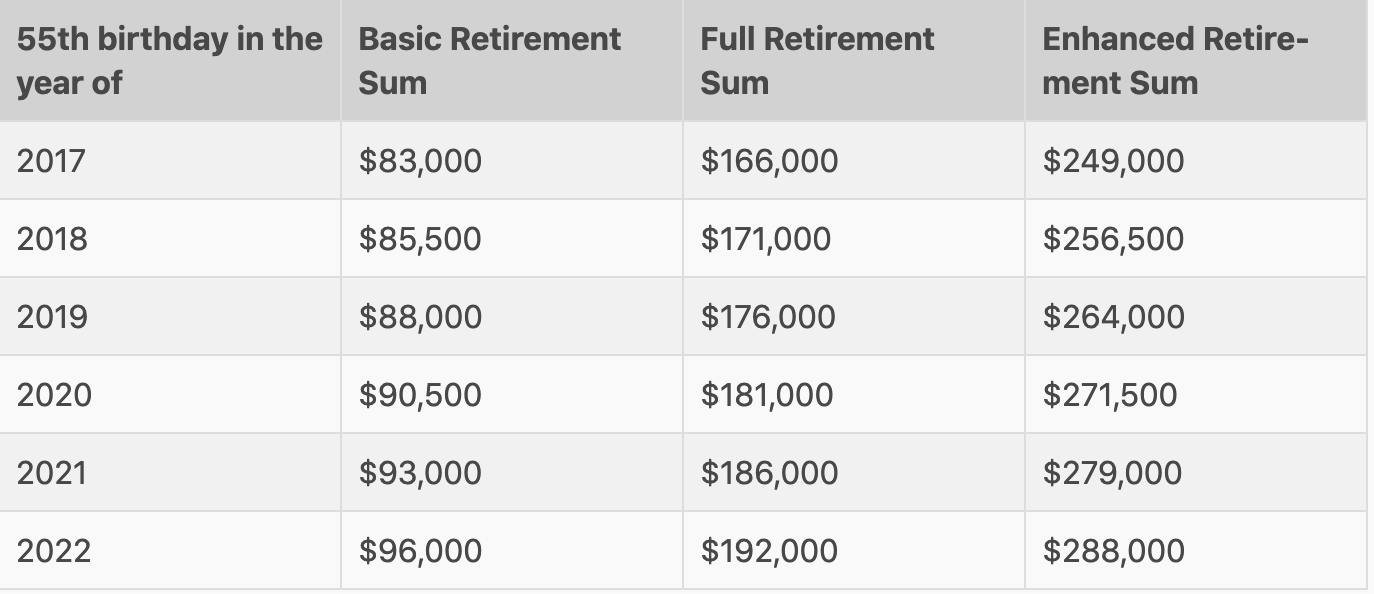 55th birthday in the year of | Basic Retirement Sum | Full Retirement Sum | Enhanced Retire-ment Sum
2017 | $83,000 | $166,000 | $249,000
2018 | $85,500 | $171,000 | $256,500
2019 | $88,000 | $176,000 | $264,000
2020 | $90,500 | $181,000 | $271,500
2021 | $93,000 | $186,000 | $279,000
2022 | $96,000 | $192,000 | $288,000